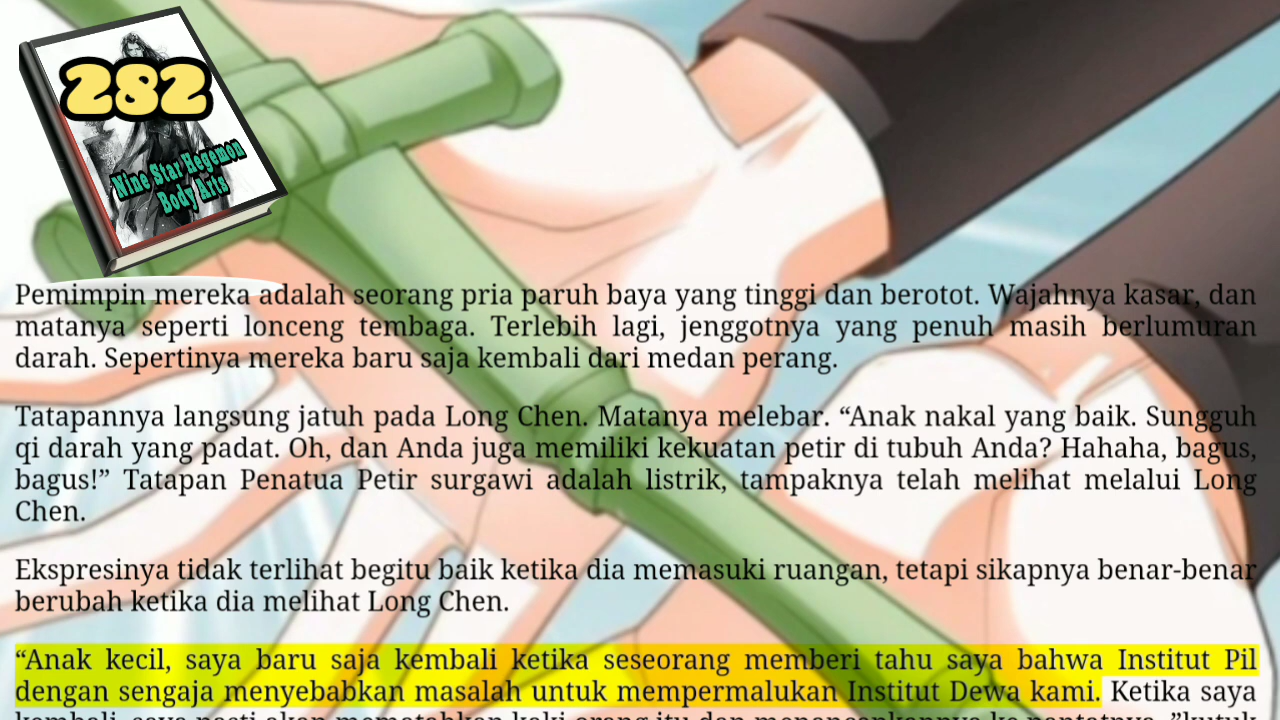 282
Nine Star Hegemon
Body Arts
Pemimpin mereka adalah seorang pria paruh baya yang tinggi dan berotot. Wajahnya kasar, dan
matanya seperti lonceng tembaga. Terlebih lagi, jenggotnya yang penuh masih berlumuran
darah. Sepertinya mereka baru saja kembali dari medan perang.
Tatapannya langsung jatuh pada Long Chen. Matanya melebar. “Anak nakal yang baik. Sungguh
qi darah yang padat. Oh, dan Anda juga memiliki kekuatan petir di tubuh Anda? Hahaha, bagus,
bagus!” Tatapan Penatua Petir surgawi adalah listrik, tampaknya telah melihat melalui Long
Chen.
Ekspresinya tidak terlihat begitu baik ketika dia memasuki ruangan, tetapi sikapnya benar-benar
berubah ketika dia melihat Long Chen.
“Anak kecil, saya baru saja kembali ketika seseorang memberi tahu saya bahwa Institut Pil
dengan sengaja menyebabkan masalah untuk mempermalukan Institut Dewa kami. Ketika saya